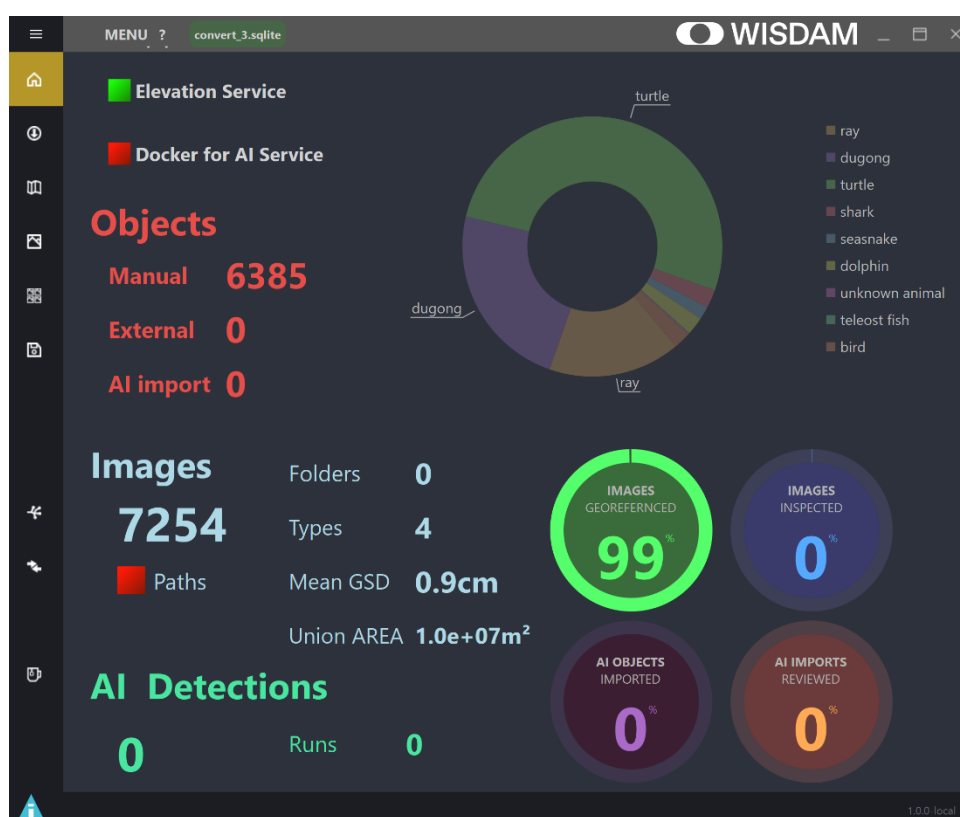 MENU ? convert_3.sqlite WISDAM
Elevation Service
Docker for AI Service
Objects
Manual 6385
External 0
AI import 0
turtle
dugong
ray
ray
dugong
turtle
shark
seasnake
dolphin
unknown animal
teleost fish
bird
Images
7254
Paths
Folders 0
Types 4
Mean GSD 0.9cm
Union AREA 1.0e+07m²
IMAGES
GEOREFERNCED
99%
IMAGES
INSPECTED
0%
AI OBJECTS
IMPORTED
0%
AI IMPORTS
REVIEWED
0%
AI Detections
0
Runs 0
1.0.0 local